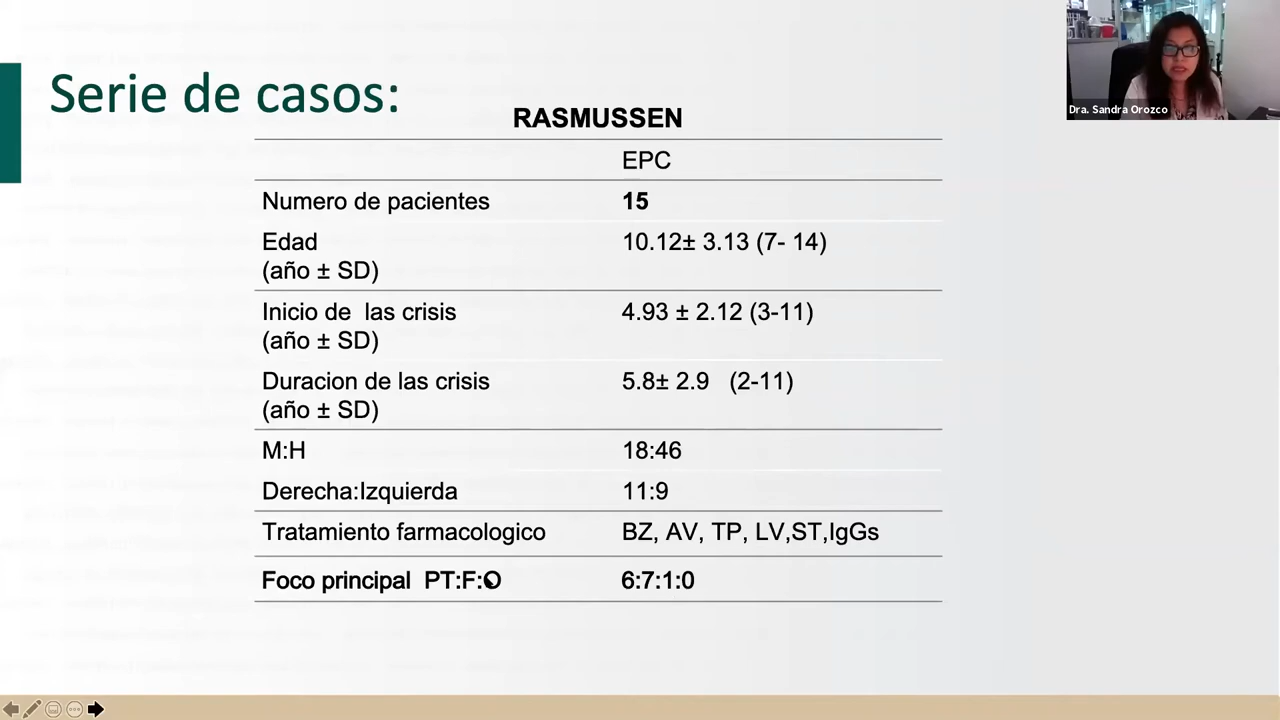 Serie de casos:
RASMUSSEN
EPC
Numero de pacientes 15
Edad 10.12± 3.13 (7- 14)
(año ± SD)
Inicio de las crisis 4.93 ± 2.12 (3-11)
(año ± SD)
Duracion de las crisis 5.8± 2.9 (2-11)
(año ± SD)
M:H 18:46
Derecha:Izquierda 11:9
Tratamiento farmacologico BZ, AV, TP, LV,ST,IgGs
Foco principal PT:F:O 6:7:1:0
Dra. Sandra Orozco